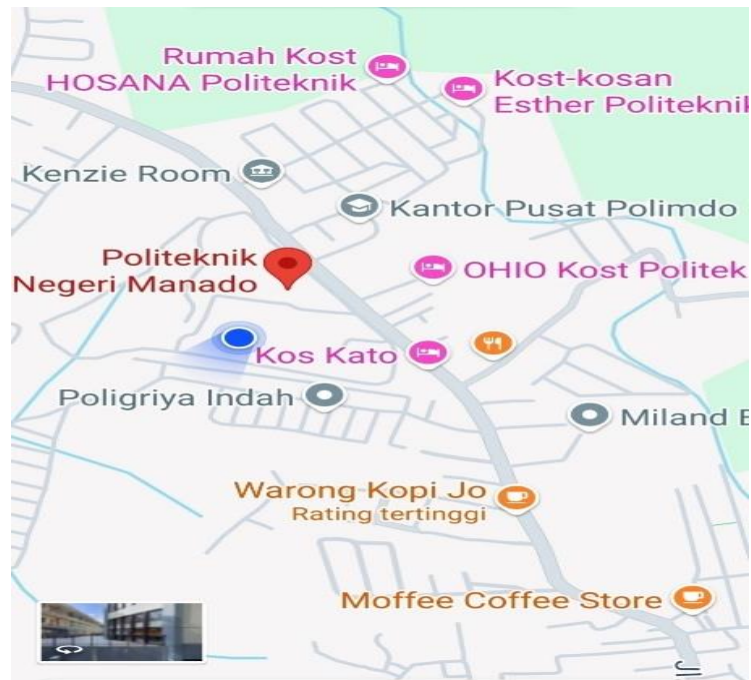 Rumah Kost
HOSANA Politeknik
Kost-kosan
Esther Politeknik
Kenzie Room
Kantor Pusat Polimdo
Politeknik
Negeri Manado
OHIO Kost Politek
Kos Kato
Poligriya Indah
Miland B
Warong Kopi Jo
Rating tertinggi
Moffee Coffee Store
Jl